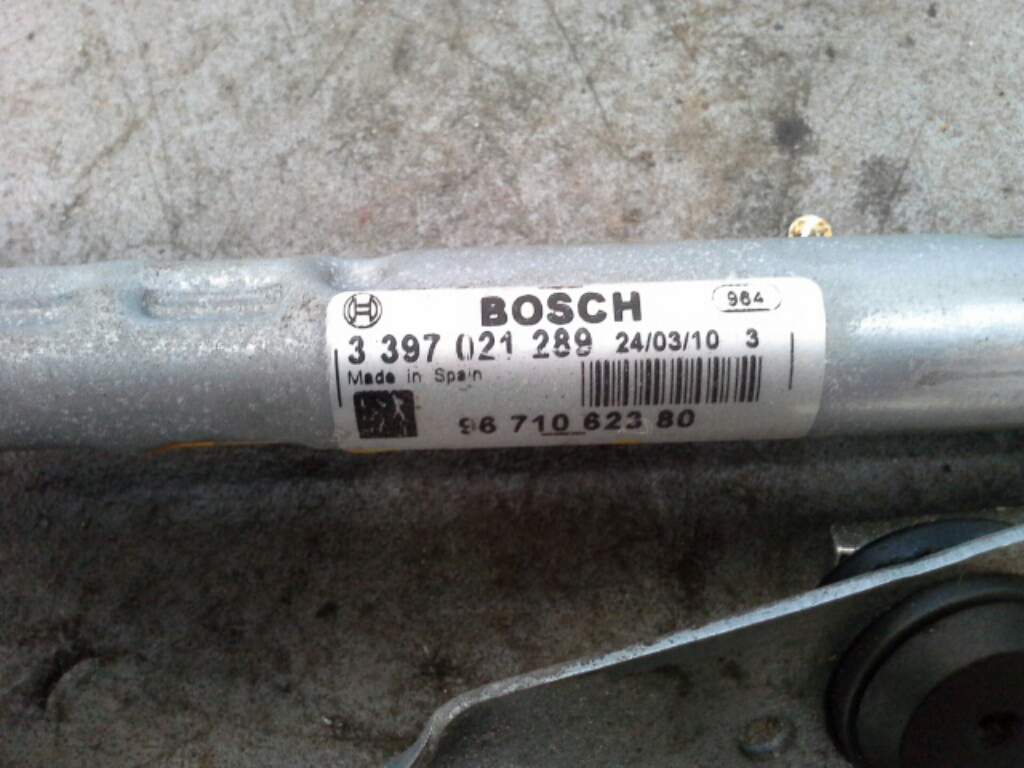 BOSCH 984
3 397 021 289 24/03/10 3
Made in Spain
96 710 623 80